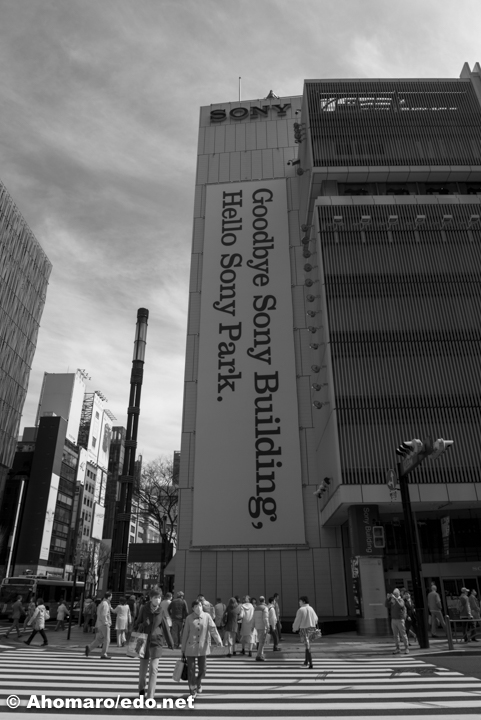 SONY
Goodbye Sony Building,
Hello Sony Park.
© Ahomaro/edo.net